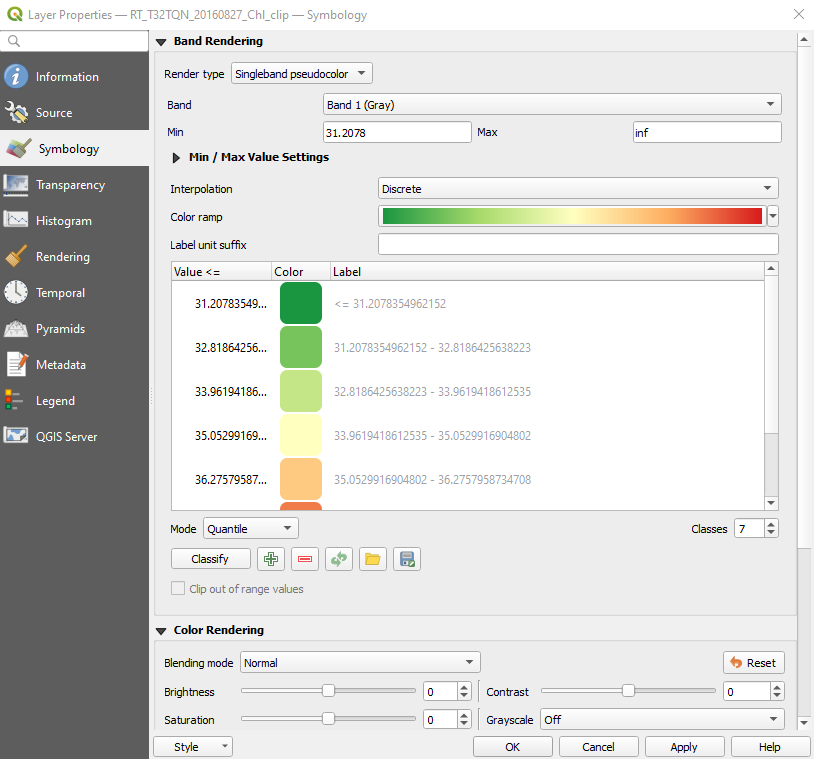 Layer Properties — RT_T32TQN_20160827_Chl_clip — Symbology
Information
Source
Symbology
Transparency
Histogram
Rendering
Temporal
Pyramids
Metadata
Legend
QGIS Server
Band Rendering
Render type Singleband pseudocolor
Band Band 1 (Gray)
Min 31.2078 Max inf
Min / Max Value Settings
Interpolation Discrete
Color ramp
Label unit suffix
Value <= Color Label
31.20783549... <= 31.2078354962152
32.81864256... 31.2078354962152 - 32.8186425638223
33.96194186... 32.8186425638223 - 33.9619418612535
35.05299169... 33.9619418612535 - 35.0529916904802
36.27579587... 35.0529916904802 - 36.2757958734708
Mode Quantile Classes 7
Classify
Clip out of range values
Color Rendering
Blending mode Normal Reset
Brightness 0 Contrast 0
Saturation 0 Grayscale Off
Style OK Cancel Apply Help